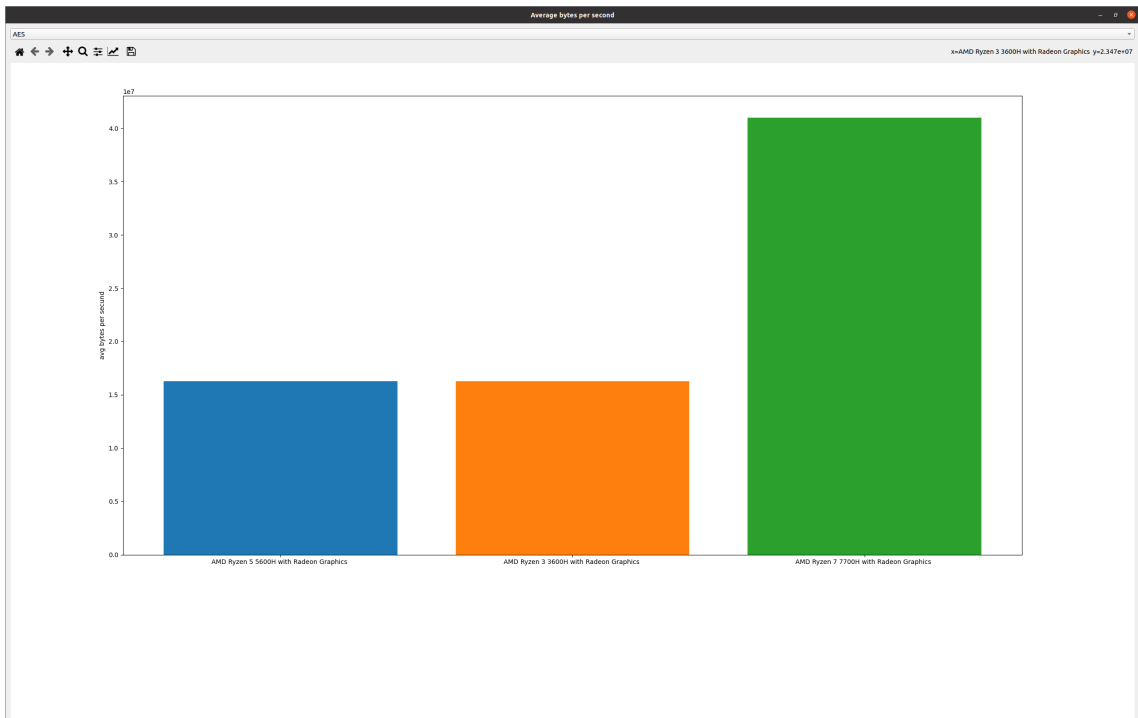 Average bytes per second
AES
x=AMD Ryzen 3 3600H with Radeon Graphics y=2.347e+07
1e7
4.0
3.5
3.0
2.5
2.0
1.5
1.0
0.5
0.0
avg bytes per secund
AMD Ryzen 5 5600H with Radeon Graphics
AMD Ryzen 3 3600H with Radeon Graphics
AMD Ryzen 7 7700H with Radeon Graphics